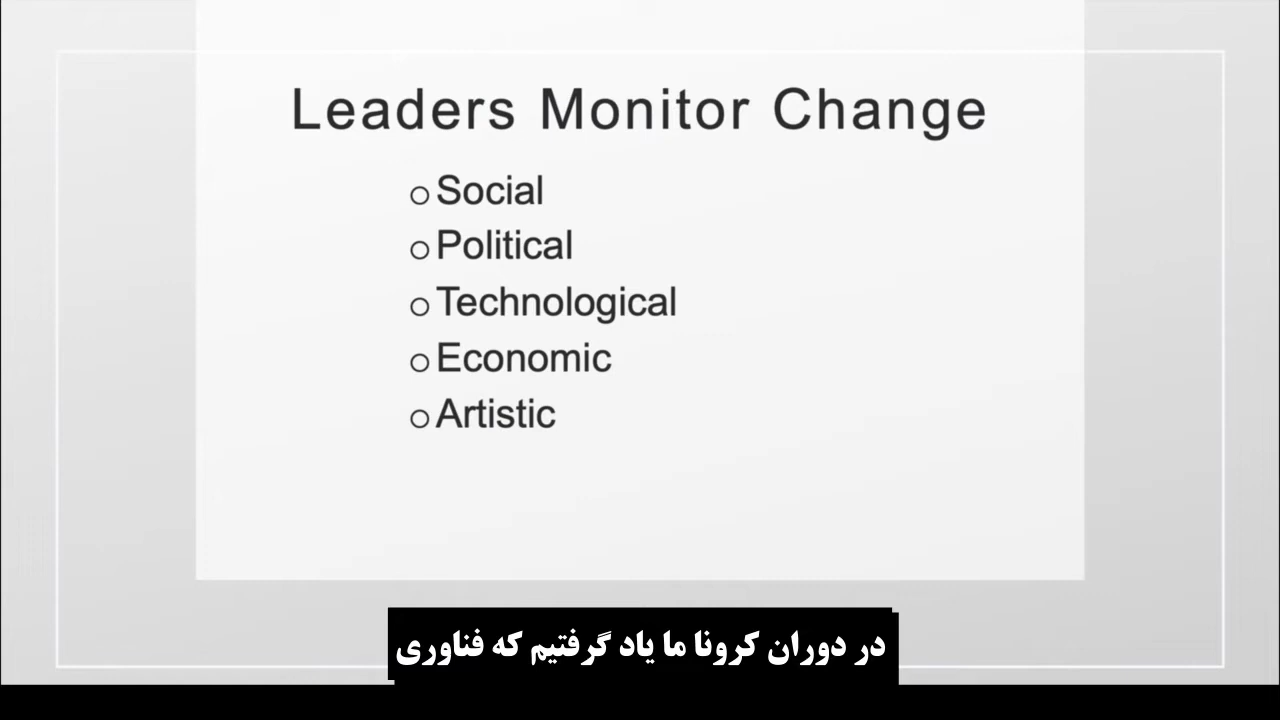 Leaders Monitor Change
○ Social
○ Political
○ Technological
○ Economic
○ Artistic
در دوران کرونا ما یاد گرفتیم که فناوری